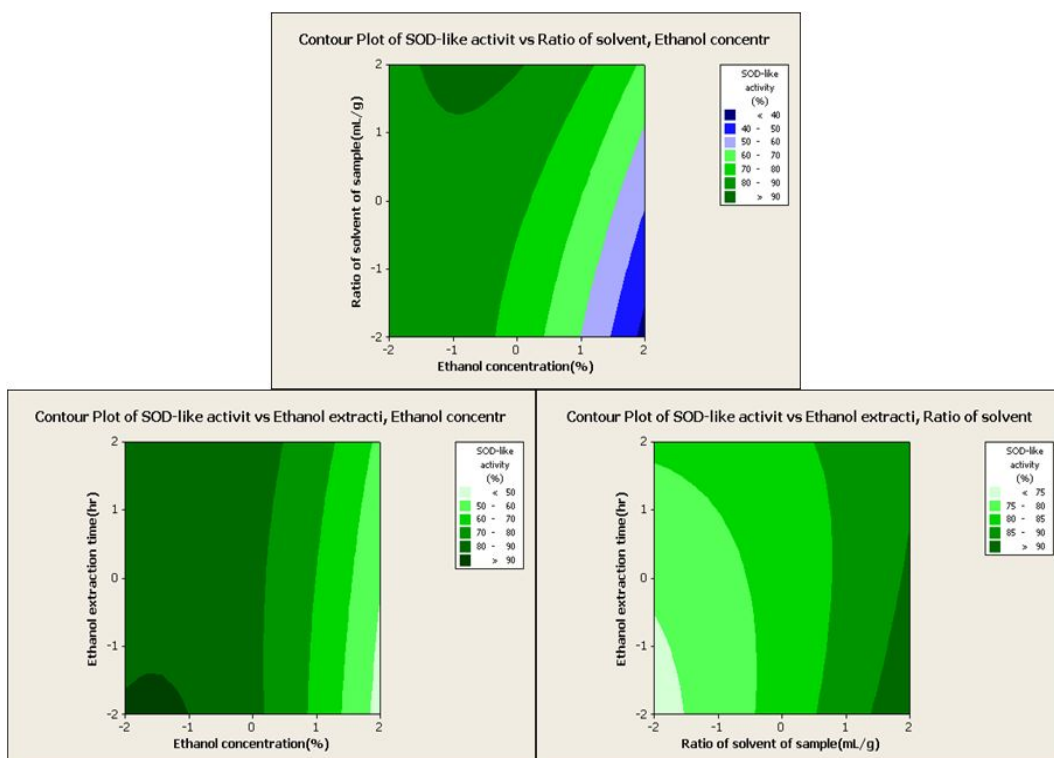 Contour Plot of SOD-like activit vs Ratio of solvent, Ethanol concentr
Ratio of solvent of sample(mL/g)
2
1
0
-1
-2
-2 -1 0 1 2
Ethanol concentration(%)
SOD-like
activity
(%)
< 40
40 - 50
50 - 60
60 - 70
70 - 80
80 - 90
> 90
Contour Plot of SOD-like activit vs Ethanol extracti, Ethanol concentr
Ethanol extraction time(hr)
2
1
0
-1
-2
-2 -1 0 1 2
Ethanol concentration(%)
SOD-like
activity
(%)
< 50
50 - 60
60 - 70
70 - 80
80 - 90
> 90
Contour Plot of SOD-like activit vs Ethanol extracti, Ratio of solvent
Ethanol extraction time(hr)
2
1
0
-1
-2
-2 -1 0 1 2
Ratio of solvent of sample(mL/g)
SOD-like
activity
(%)
< 75
75 - 80
80 - 85
85 - 90
> 90